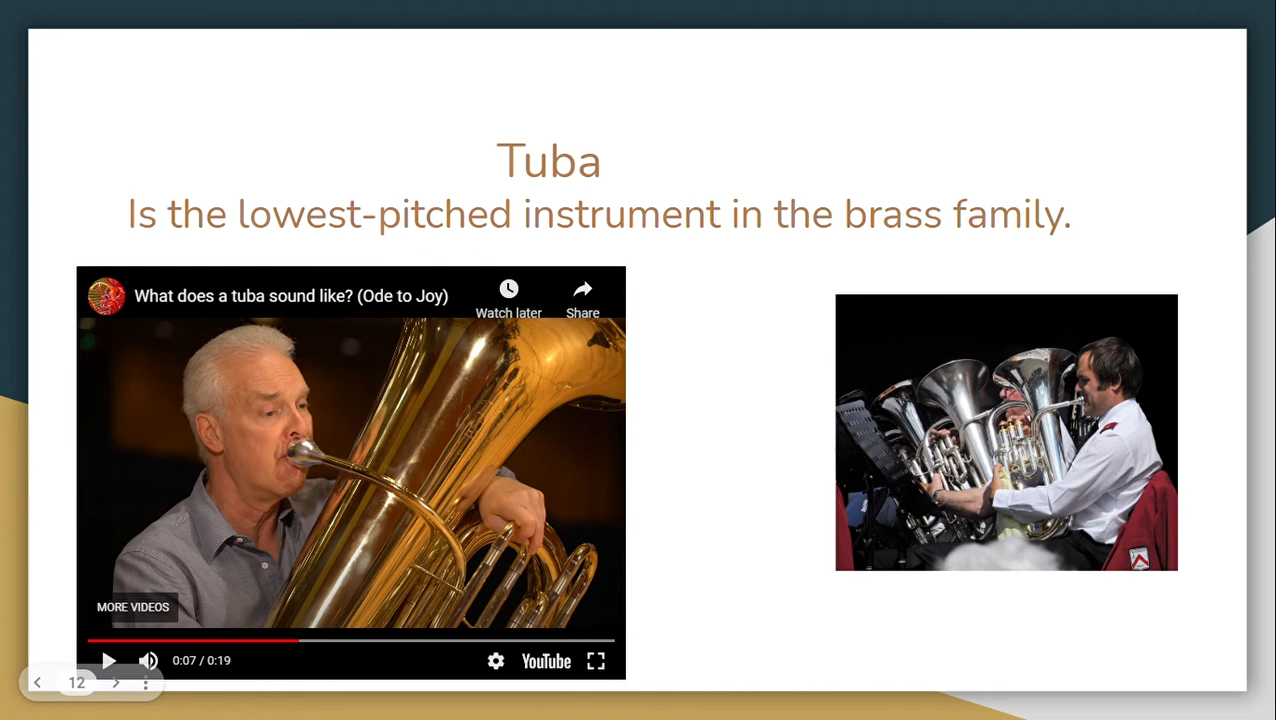 Tuba
Is the lowest-pitched instrument in the brass family.
What does a tuba sound like? (Ode to Joy)
Watch later
Share
MORE VIDEOS
0:07 / 0:19
YouTube
12